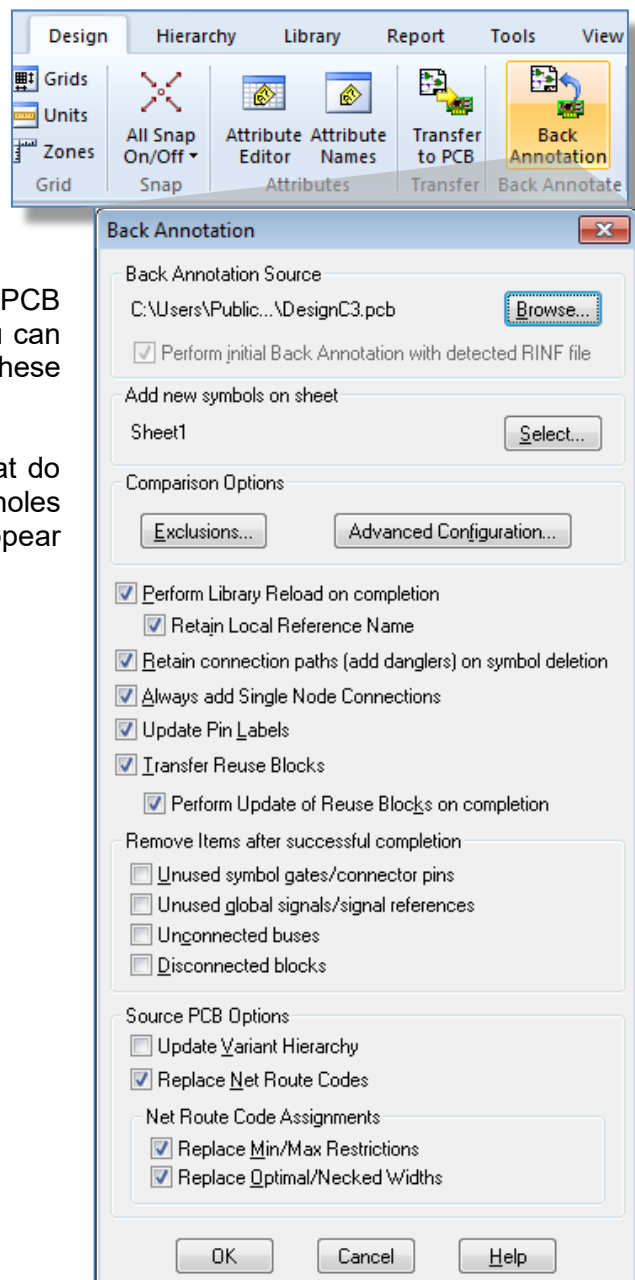 Design Hierarchy Library Report Tools View
Grids
Units
Zones
All Snap
On/Off
Attribute
Editor
Attribute
Names
Transfer
to PCB
Back
Annotation
Grid Snap Attributes Transfer Back Annotate
PCB
can
hese
at do
holes
pear
Back Annotation
Back Annotation Source
C:\Users\Public...\DesignC3.pcb Browse...
Perform initial Back Annotation with detected RINF file
Add new symbols on sheet
Sheet1 Select...
Comparison Options
Exclusions... Advanced Configuration...
Perform Library Reload on completion
Retain Local Reference Name
Retain connection paths (add danglers) on symbol deletion
Always add Single Node Connections
Update Pin Labels
Transfer Reuse Blocks
Perform Update of Reuse Blocks on completion
Remove Items after successful completion
Unused symbol gates/connector pins
Unused global signals/signal references
Unconnected buses
Disconnected blocks
Source PCB Options
Update Variant Hierarchy
Replace Net Route Codes
Net Route Code Assignments
Replace Min/Max Restrictions
Replace Optimal/Necked Widths
OK Cancel Help